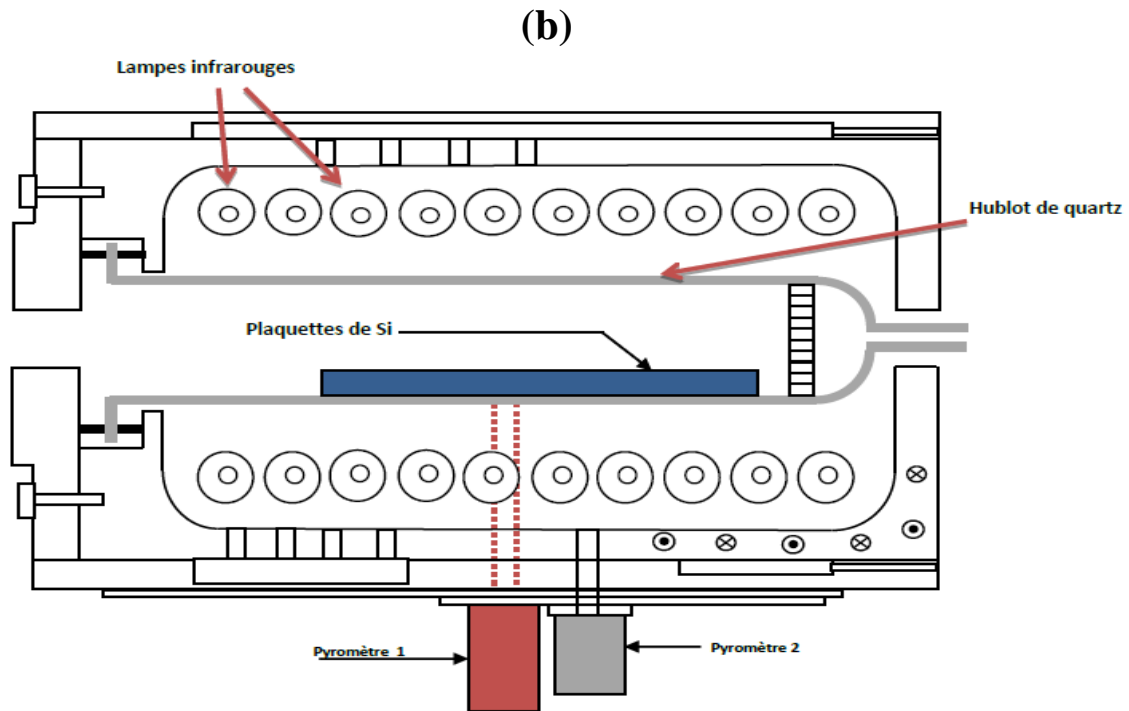 (b)
Lampes infrarouges
Hublot de quartz
Plaquettes de Si
Pyromètre 1
Pyromètre 2